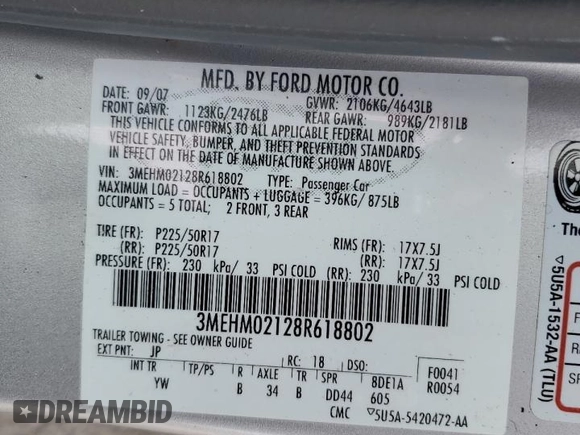 MFD. BY FORD MOTOR CO.
DATE: 09/07 GVWR: 2106KG/4643LB
FRONT GAWR: 1123KG/2476LB REAR GAWR: 989KG/2181LB
THIS VEHICLE CONFORMS TO ALL APPLICABLE FEDERAL MOTOR
VEHICLE SAFETY, BUMPER, AND THEFT PREVENTION STANDARDS
IN EFFECT ON THE DATE OF MANUFACTURE SHOWN ABOVE.
VIN: 3MEHM02128R618802 TYPE: Passenger Car
MAXIMUM LOAD = OCCUPANTS + LUGGAGE = 396KG/ 875LB
OCCUPANTS = 5 TOTAL; 2 FRONT, 3 REAR
TIRE (FR): P225/50R17 RIMS (FR): 17X7.5J
(RR): P225/50R17 (RR): 17X7.5J
PRESSURE (FR): 230 kPa/ 33 PSI COLD (RR): 230 kPa/ 33 PSI COLD
3MEHM02128R618802
TRAILER TOWING - SEE OWNER GUIDE
EXT PNT: JP RC: 18 DSO: F0041
INT TR TP/PS R AXLE TR SPR 8DE1A R0054
YW B 34 B DD44 605
CMC ▽5U5A-5420472-AA
The
▽5U5A-1532-AA (TLU)
F
RA
SP
DREAMBID